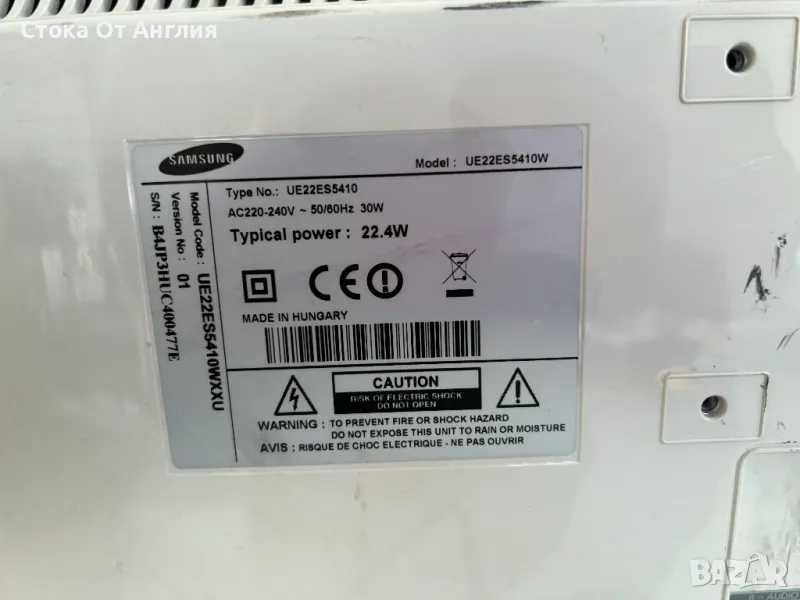 Стока От Англия
SAMSUNG
Model : UE22ES5410W
Type No.: UE22ES5410
AC220-240V ~ 50/60Hz 30W
Typical power : 22.4W
CE
MADE IN HUNGARY
Model Code : UE22ES5410WXXU
Version No : 01
S/N: B4JP3HUC400477E
CAUTION
RISK OF ELECTRIC SHOCK
DO NOT OPEN
WARNING : TO PREVENT FIRE OR SHOCK HAZARD
DO NOT EXPOSE THIS UNIT TO RAIN OR MOISTURE
AVIS : RISQUE DE CHOC ELECTRIQUE - NE PAS OUVRIR
BAZAR
R - AUDIO